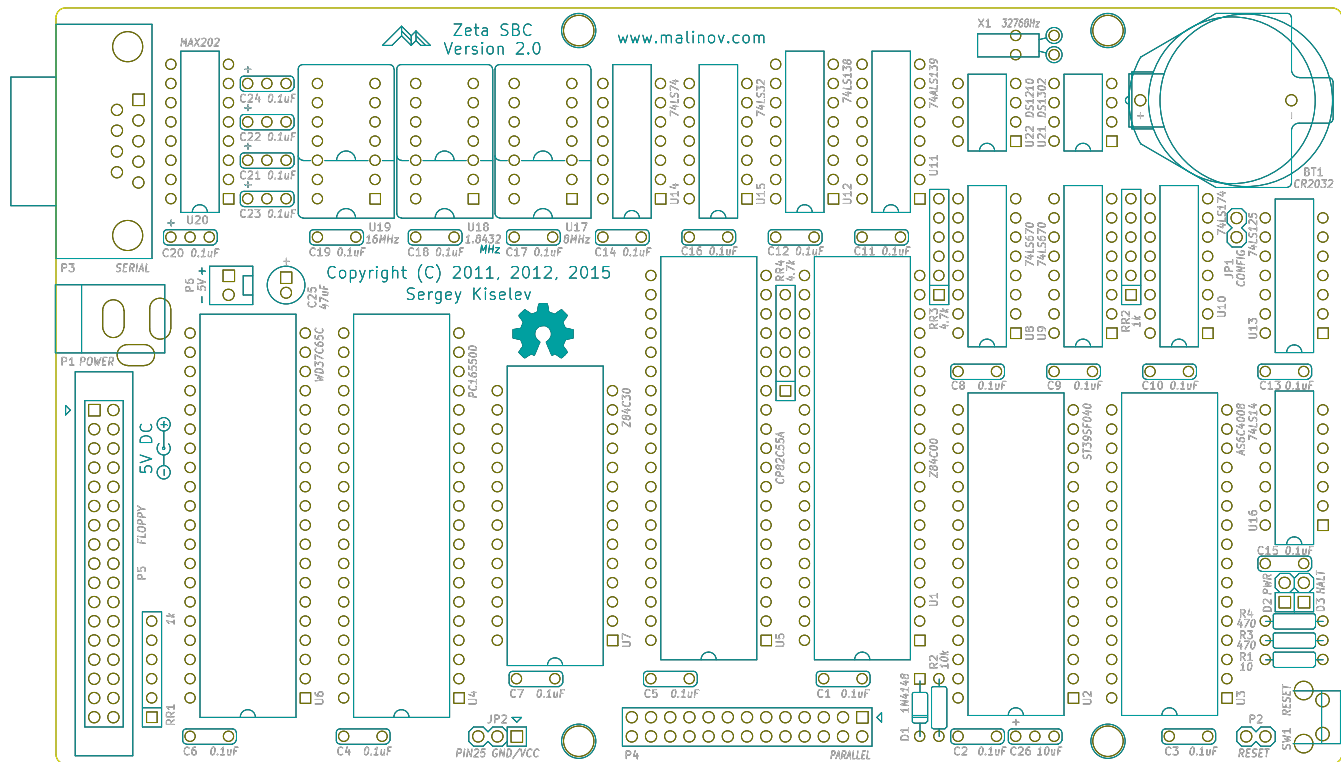 MAX202
Zeta SBC
Version 2.0
www.malinov.com
X1 32768Hz
+
C24 0.1uF
+
C22 0.1uF
+
C21 0.1uF
+
C23 0.1uF
+
C20 0.1uF
U20
U19
16MHz
U18
1.8432
MHz
U17
8MHz
74LS74
U14
74LS32
U15
74LS138
U12
74ALS139
U11
DS1210
U22
DS1302
U21
+
-
BT1
CR2032
C19 0.1uF
C18 0.1uF
C17 0.1uF
C14 0.1uF
C16 0.1uF
C12 0.1uF
C11 0.1uF
P3 SERIAL
P6
- 5V +
+
C25
47uF
Copyright (C) 2011, 2012, 2015
Sergey Kiselev
RR4
4.7k
RR3
4.7k
74LS670
U8
74LS670
U9
RR2
1k
74LS174
U10
JP1
CONFIG
74LS125
U13
P1 POWER
5V DC
+
-
WD37C65C
U6
PC16550D
U4
Z84C30
U7
CP82C55A
U5
Z84C00
U1
C8 0.1uF
C9 0.1uF
C10 0.1uF
C13 0.1uF
ST39SF040
U2
AS6C4008
U3
74LS14
U16
C15 0.1uF
FLOPPY
P5
1k
RR1
D2 PWR
D3 HALT
R4
470
R3
470
R1
10
C7 0.1uF
C5 0.1uF
C1 0.1uF
R2
10k
D1 1N4148
C6 0.1uF
C4 0.1uF
JP2
PIN25 GND/VCC
P4 PARALLEL
C2 0.1uF
+
C26 10uF
C3 0.1uF
P2
RESET
SW1 RESET